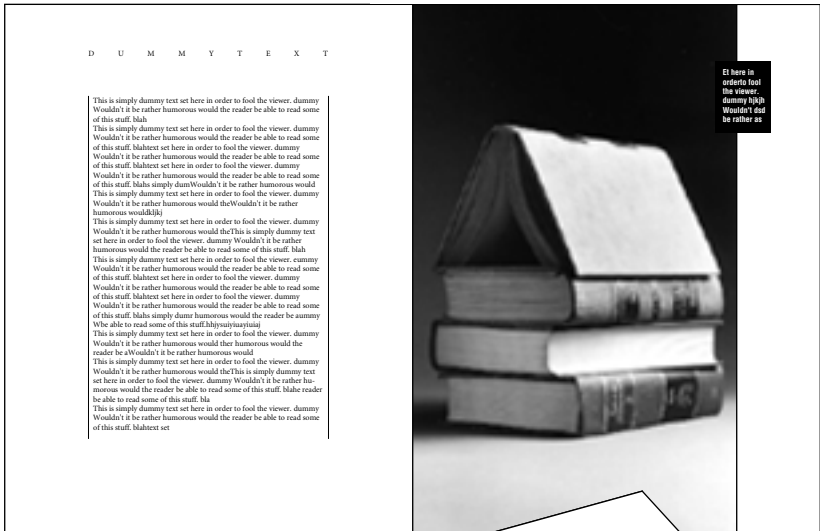 D U M M Y T E X T
This is simply dummy text set here in order to fool the viewer. dummy
Wouldn't it be rather humorous would the reader be able to read some
of this stuff. blah
This is simply dummy text set here in order to fool the viewer. dummy
Wouldn't it be rather humorous would the reader be able to read some
of this stuff. blahtext set here in order to fool the viewer. dummy
Wouldn't it be rather humorous would the reader be able to read some
of this stuff. blahtext set here in order to fool the viewer. dummy
Wouldn't it be rather humorous would the reader be able to read some
of this stuff. blahs simply dumWouldn't it be rather humorous would
This is simply dummy text set here in order to fool the viewer. dummy
Wouldn't it be rather humorous would theWouldn't it be rather
humorous wouldkljkj
This is simply dummy text set here in order to fool the viewer. dummy
Wouldn't it be rather humorous would theThis is simply dummy text
set here in order to fool the viewer. dummy Wouldn't it be rather
humorous would the reader be able to read some of this stuff. blah
This is simply dummy text set here in order to fool the viewer. eummy
Wouldn't it be rather humorous would the reader be able to read some
of this stuff. blahtext set here in order to fool the viewer. dummy
Wouldn't it be rather humorous would the reader be able to read some
of this stuff. blahtext set here in order to fool the viewer. dummy
Wouldn't it be rather humorous would the reader be able to read some
of this stuff. blahs simply dumr humorous would the reader be aummy
Wbe able to read some of this stuff.hhjysuiyiuayiuiaj
This is simply dummy text set here in order to fool the viewer. dummy
Wouldn't it be rather humorous would ther humorous would the
reader be aWouldn't it be rather humorous would
This is simply dummy text set here in order to fool the viewer. dummy
Wouldn't it be rather humorous would theThis is simply dummy text
set here in order to fool the viewer. dummy Wouldn't it be rather hu-
morous would the reader be able to read some of this stuff. blahe reader
be able to read some of this stuff. bla
This is simply dummy text set here in order to fool the viewer. dummy
Wouldn't it be rather humorous would the reader be able to read some
of this stuff. blahtext set
Et here in
orderto fool
the viewer.
dummy hjkjh
Wouldn't dsd
be rather as